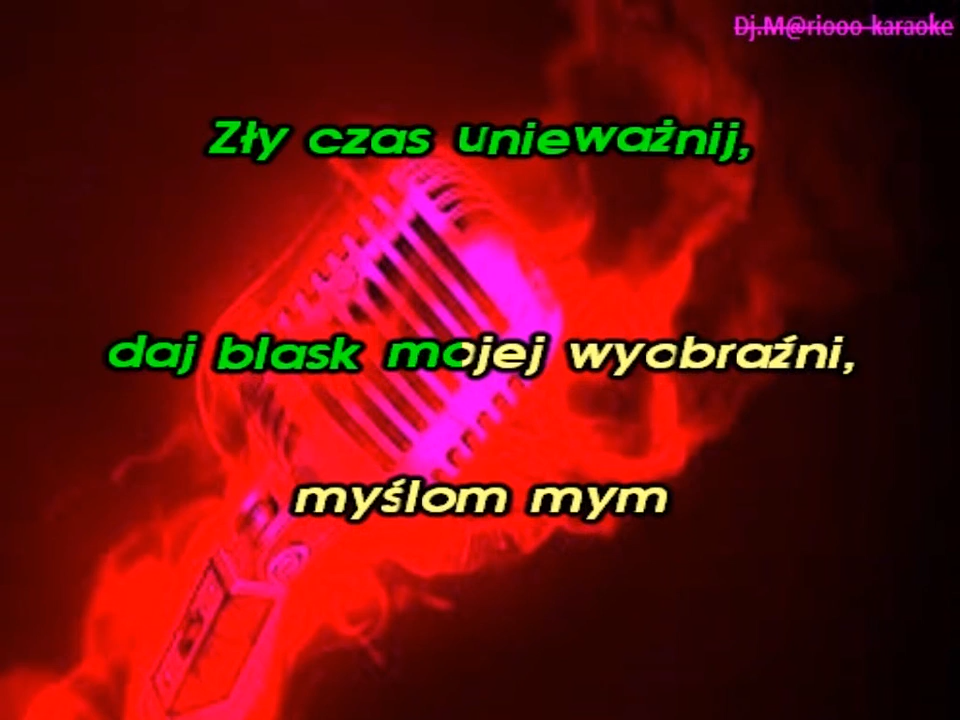 Dj.M@riooo karaoke
Zły czas unieważnij,
daj blask mojej wyobraźni,
myślom mym